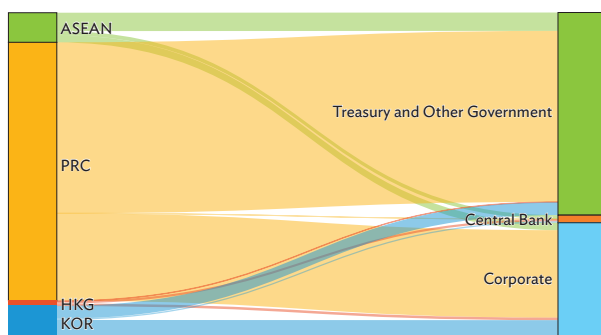 ASEAN
Treasury and Other Government
PRC
Central Bank
Corporate
HKG
KOR